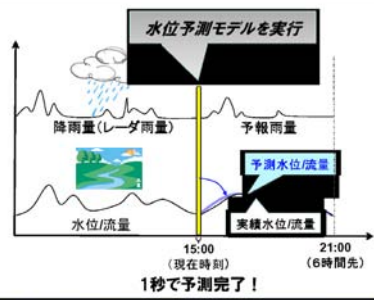 水位予測モデルを実行
降雨量(レーダ雨量)
予報雨量
予測水位/流量
水位/流量
実績水位/流量
15:00
(現在時刻)
21:00
(6時間先)
1秒で予測完了！